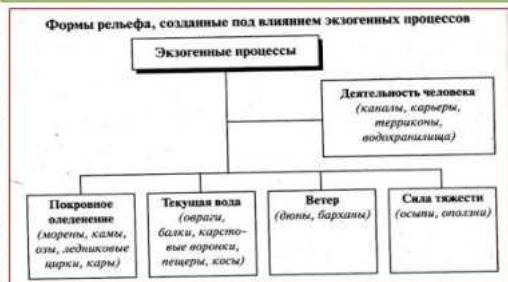 Формы рельефа, созданные под влиянием экзогенных процессов
Экзогенные процессы
Деятельность человека
(каналы, карьеры,
терриконы,
водохранилища)
Покровное
оледенение
(морены, камы,
озы, ледниковые
цирки, кары)
Текущая вода
(овраги,
балки, карсто-
вые воронки,
пещеры, косы)
Ветер
(дюны, барханы)
Сила тяжести
(осыпи, оползни)